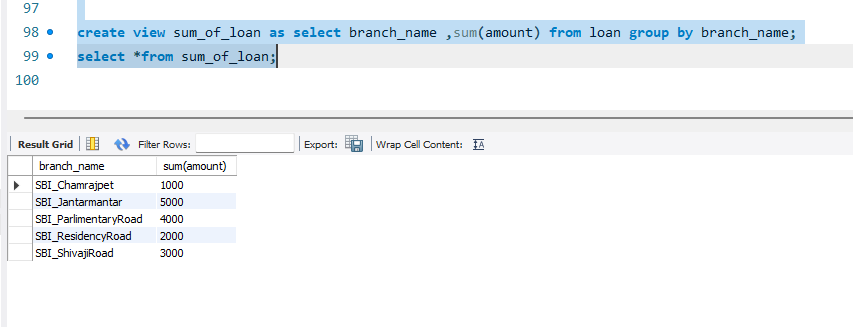 97
98 create view sum_of_loan as select branch_name ,sum(amount) from loan group by branch_name;
99 select *from sum_of_loan;
100
Result Grid Filter Rows: Export: Wrap Cell Content:
branch_name sum(amount)
SBI_Chamrajpet 1000
SBI_Jantarmantar 5000
SBI_ParlimentaryRoad 4000
SBI_ResidencyRoad 2000
SBI_ShivajiRoad 3000